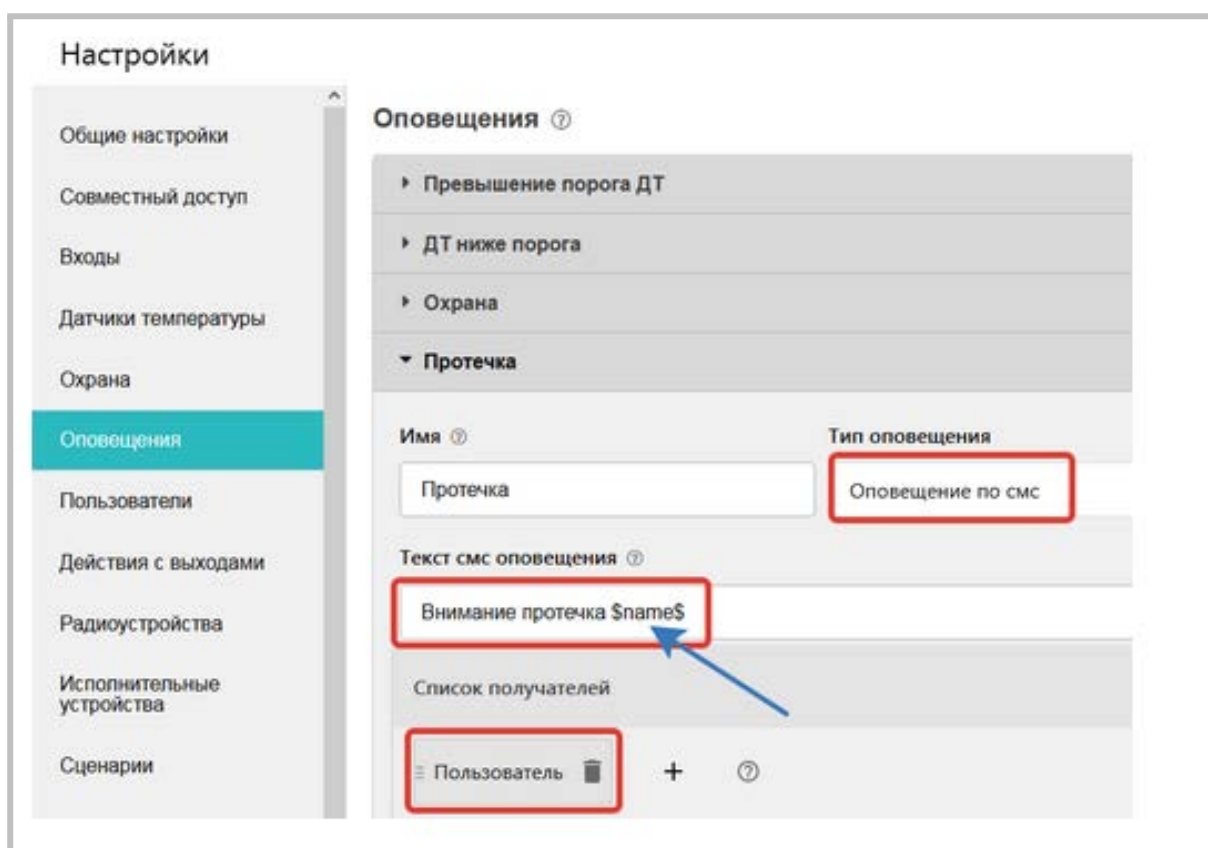 Настройки
Общие настройки
Совместный доступ
Входы
Датчики температуры
Охрана
Оповещения
Пользователи
Действия с выходами
Радиоустройства
Исполнительные
устройства
Сценарии
Оповещения ?
Превышение порога ДТ
ДТ ниже порога
Охрана
Протечка
Имя ?
Тип оповещения
Протечка
Оповещение по смс
Текст смс оповещения ?
Внимание протечка $name$
Список получателей
Пользователь + ?